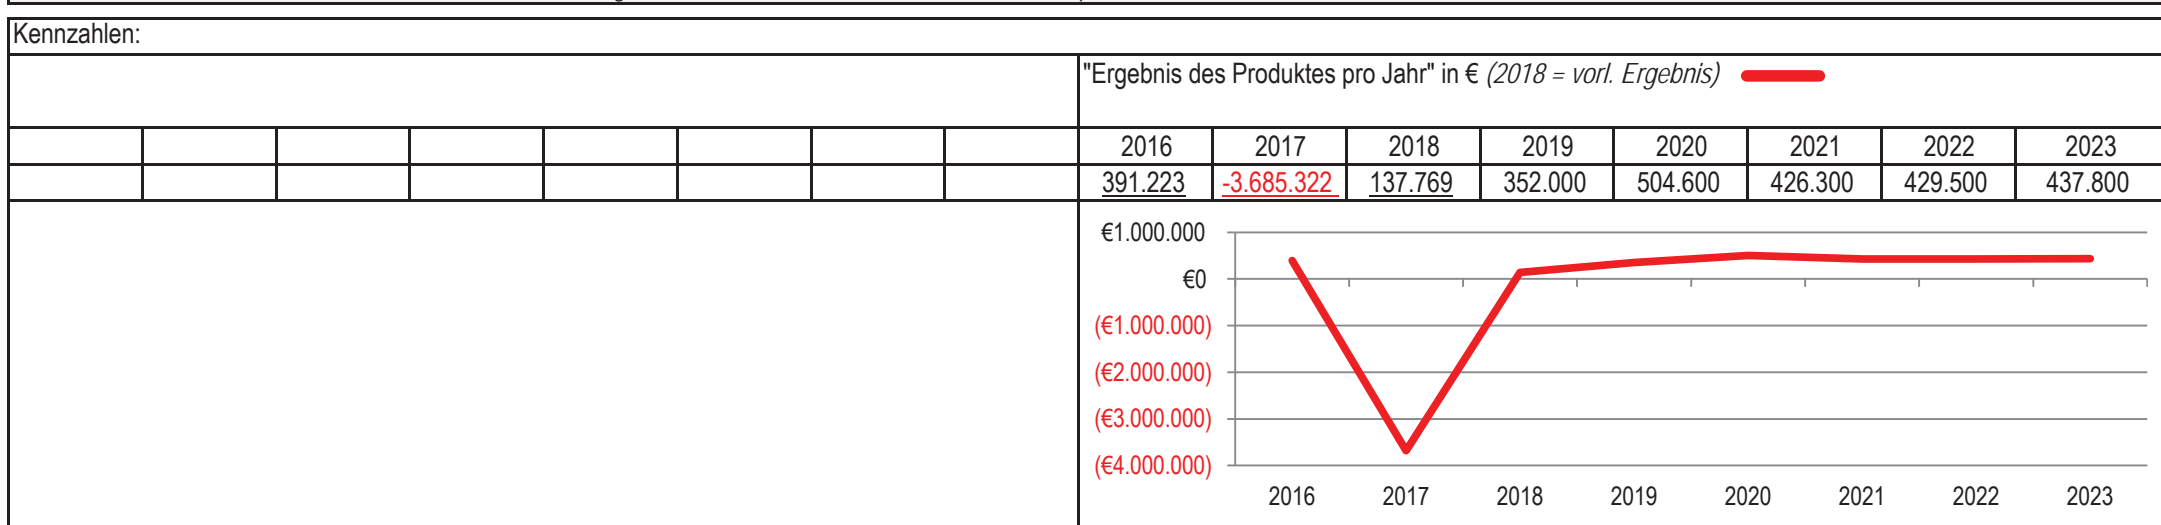 Kennzahlen:
"Ergebnis des Produktes pro Jahr" in € (2018 = vorl. Ergebnis)
2016 2017 2018 2019 2020 2021 2022 2023
391.223 -3.685.322 137.769 352.000 504.600 426.300 429.500 437.800
€1.000.000
€0
(€1.000.000)
(€2.000.000)
(€3.000.000)
(€4.000.000)
2016 2017 2018 2019 2020 2021 2022 2023